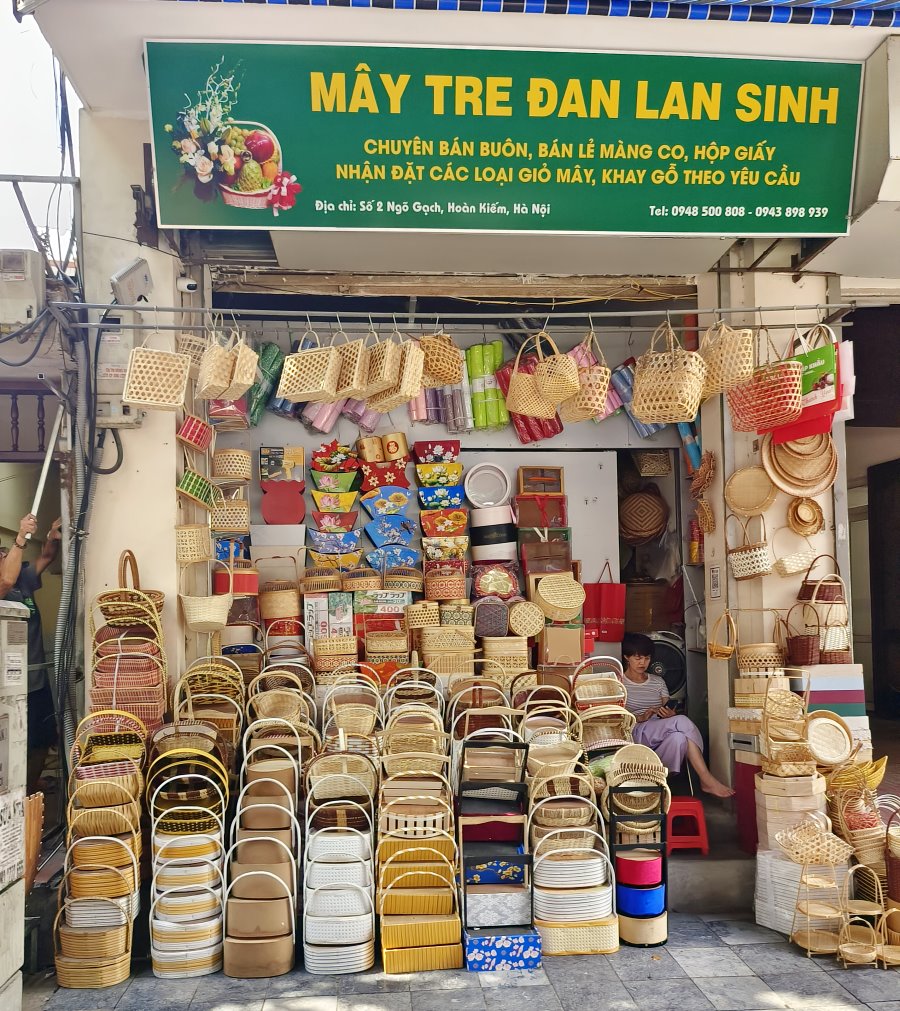 MÂY TRE ĐAN LAN SINH
CHUYÊN BÁN BUÔN, BÁN LẺ MÀNG CO, HỘP GIẤY
NHẬN ĐẶT CÁC LOẠI GIỎ MÂY, KHAY GỖ THEO YÊU CẦU
Địa chỉ: Số 2 Ngõ Gạch, Hoàn Kiếm, Hà Nội
Tel: 0948 500 808 - 0943 898 939
400